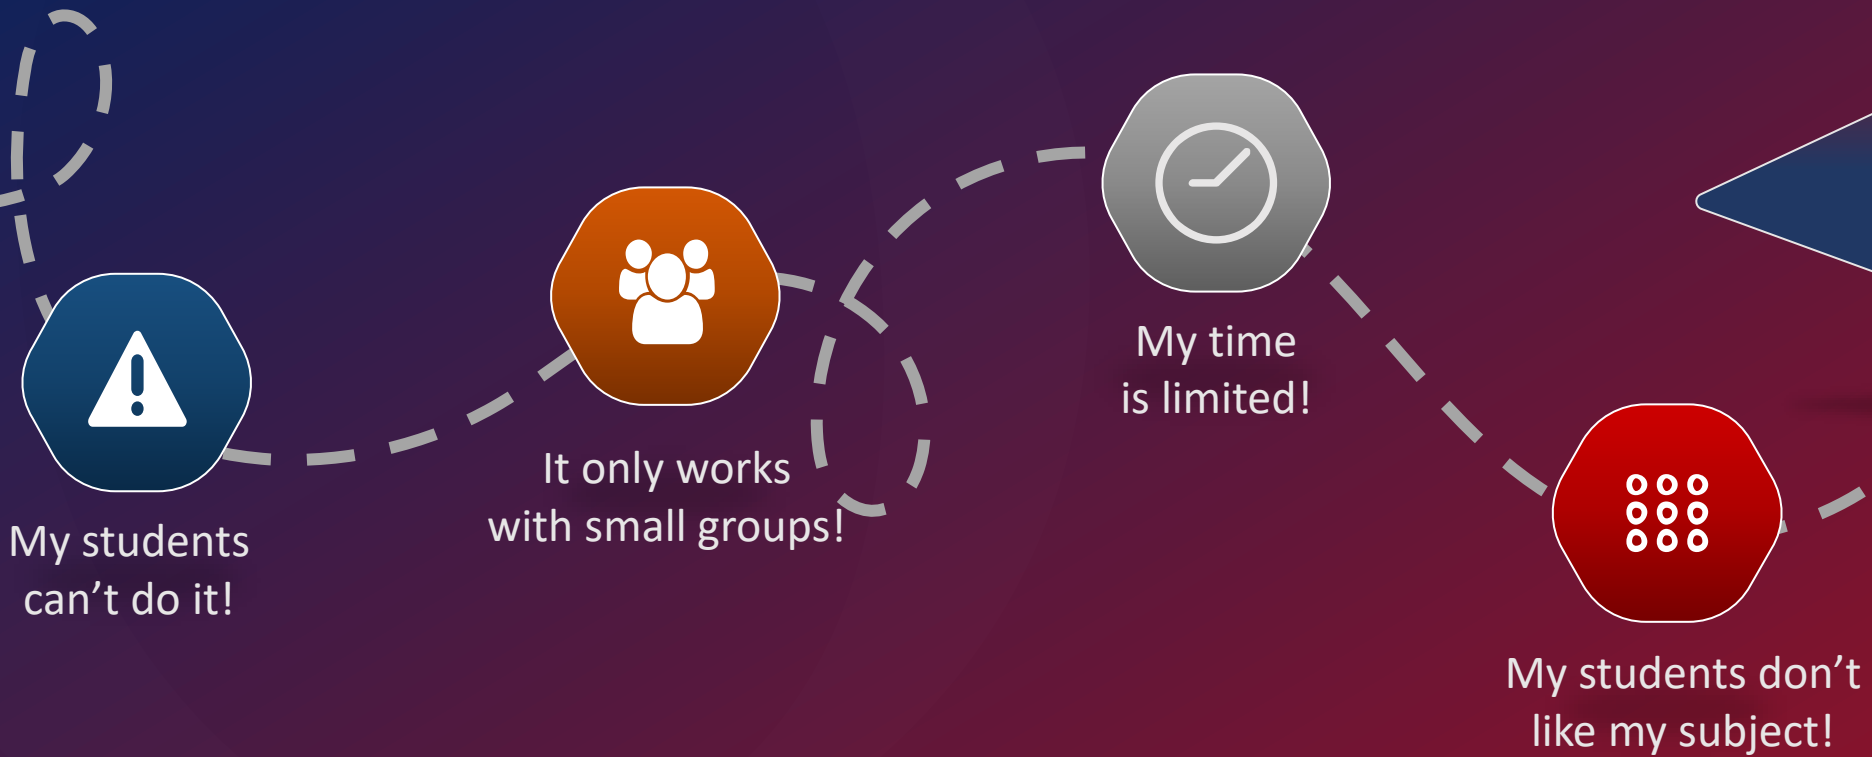 My students
can’t do it!
It only works
with small groups!
My time
is limited!
My students don’t
like my subject!